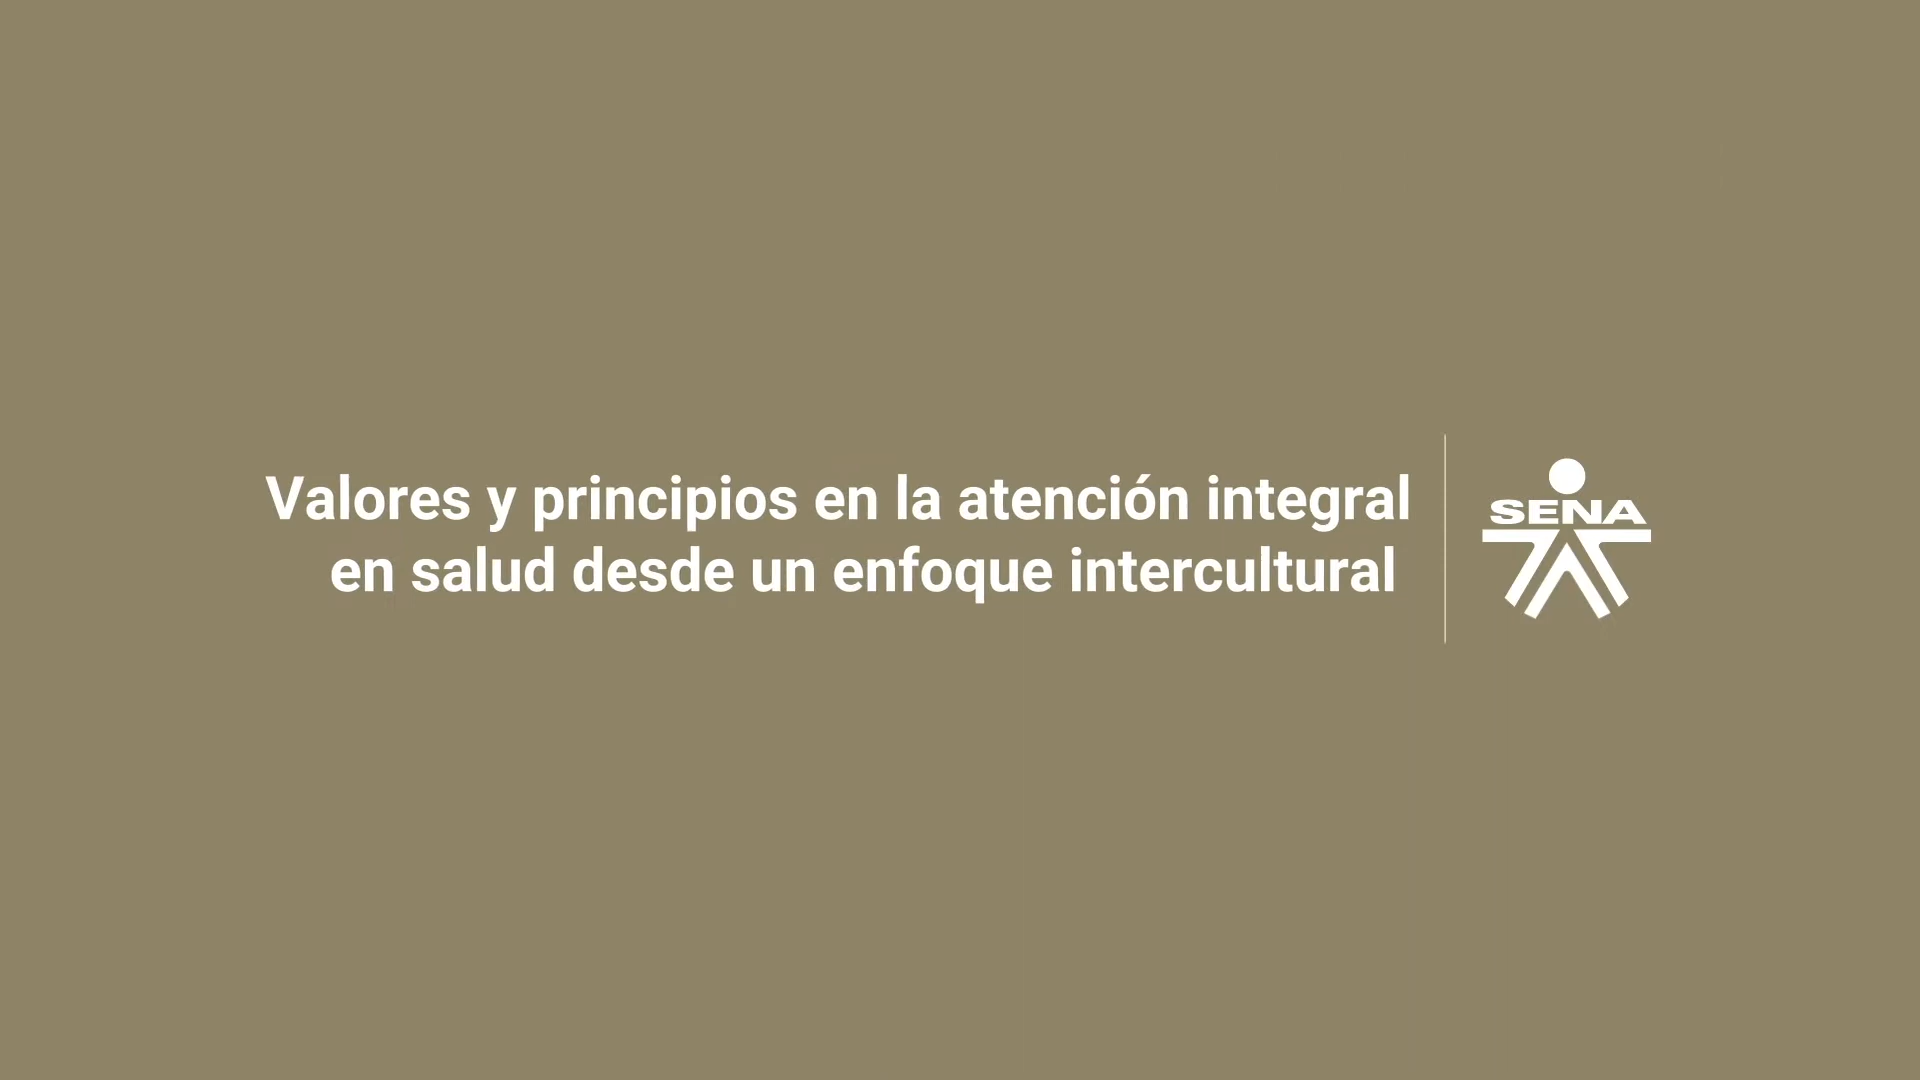 Valores y principios en la atención integral
en salud desde un enfoque intercultural
SENA